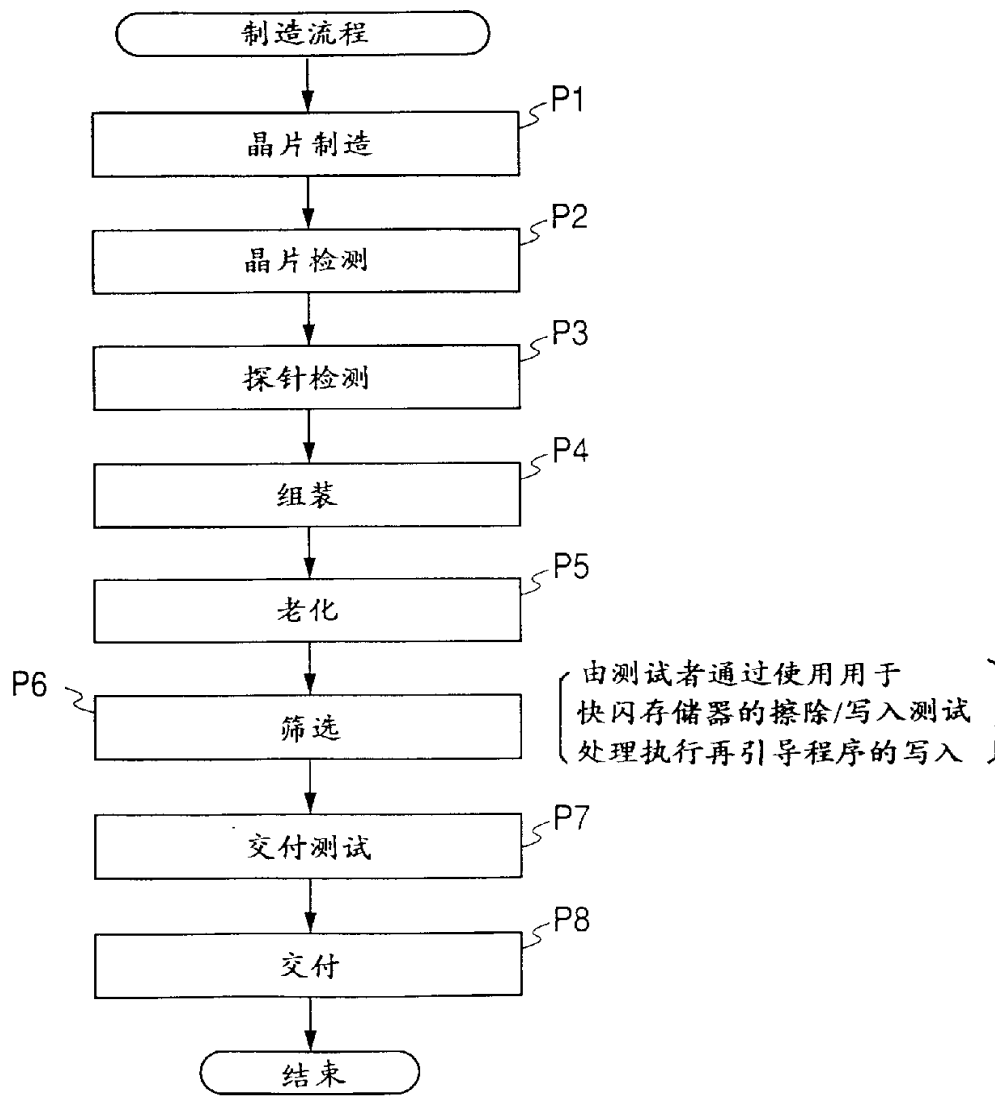 制造流程
P1
晶片制造
P2
晶片检测
P3
探针检测
P4
组装
P5
老化
P6
筛选
由测试者通过使用用于
快闪存储器的擦除/写入测试
处理执行再引导程序的写入
P7
交付测试
P8
交付
结束